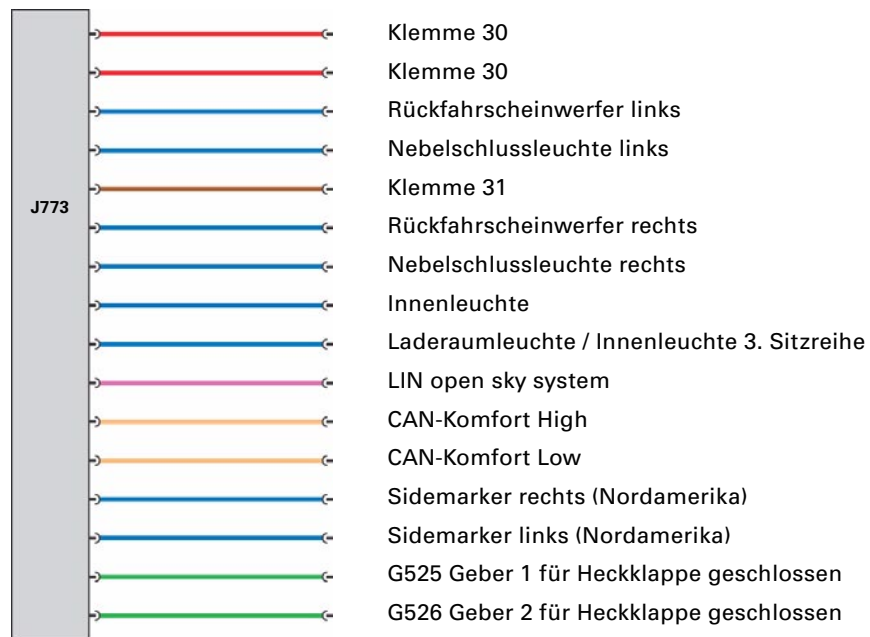 J773
Klemme 30
Klemme 30
Rückfahrscheinwerfer links
Nebelschlussleuchte links
Klemme 31
Rückfahrscheinwerfer rechts
Nebelschlussleuchte rechts
Innenleuchte
Laderaumleuchte / Innenleuchte 3. Sitzreihe
LIN open sky system
CAN-Komfort High
CAN-Komfort Low
Sidemarker rechts (Nordamerika)
Sidemarker links (Nordamerika)
G525 Geber 1 für Heckklappe geschlossen
G526 Geber 2 für Heckklappe geschlossen